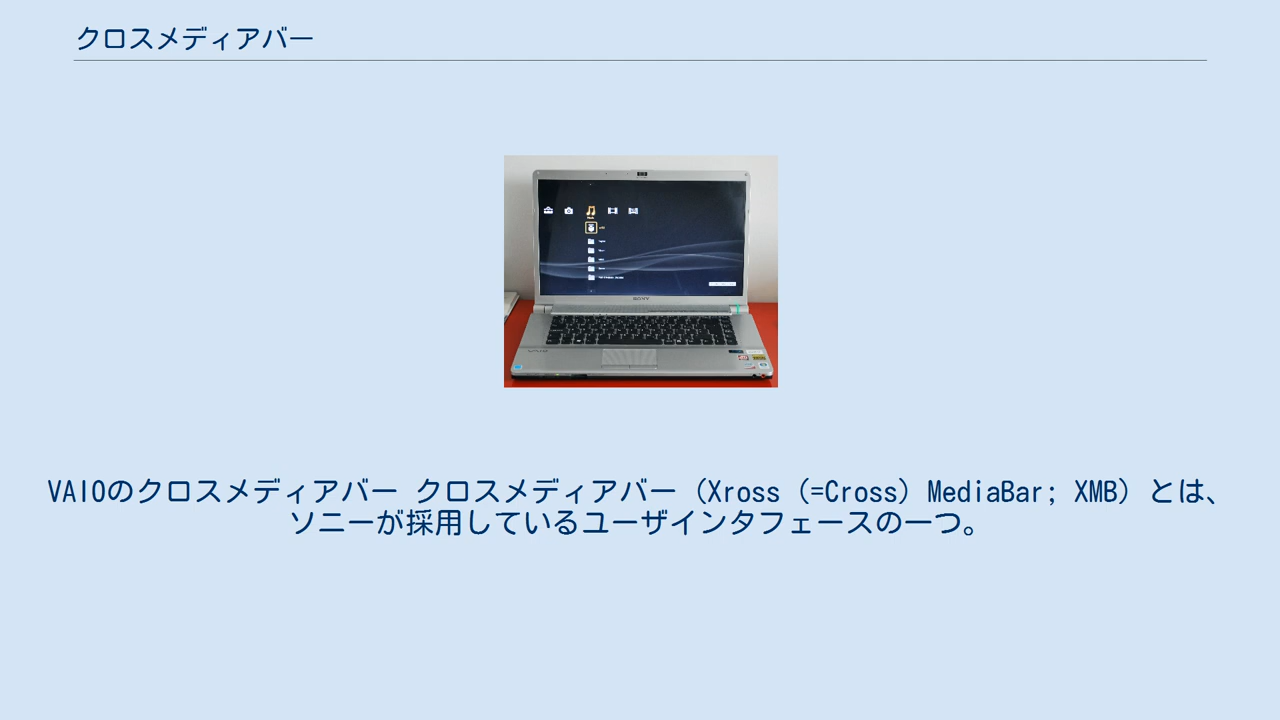 クロスメディアバー
SONY
VAIO
VAIOのクロスメディアバー クロスメディアバー（Xross（=Cross）MediaBar; XMB）とは、
ソニーが採用しているユーザインタフェースの一つ。